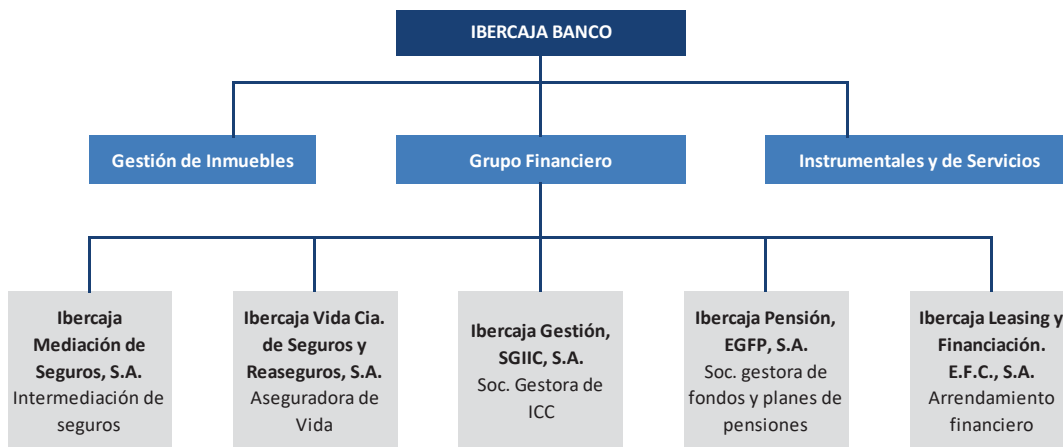 IBERCAJA BANCO
Gestión de Inmuebles
Grupo Financiero
Instrumentales y de Servicios
Ibercaja
Mediación de
Seguros, S.A.
Intermediación de
seguros
Ibercaja Vida Cia.
de Seguros y
Reaseguros, S.A.
Aseguradora de
Vida
Ibercaja Gestión,
SGIIC, S.A.
Soc. Gestora de
ICC
Ibercaja Pensión,
EGFP, S.A.
Soc. gestora de
fondos y planes de
pensiones
Ibercaja Leasing y
Financiación.
E.F.C., S.A.
Arrendamiento
financiero